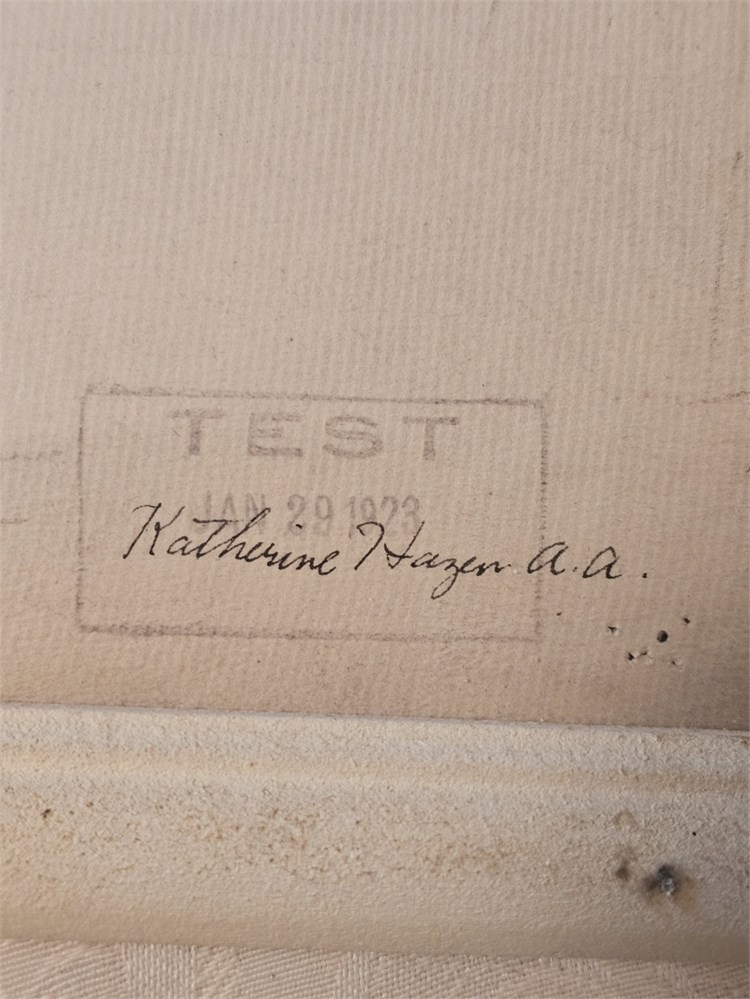 TEST
JAN 29 1923
Katherine Hazen a.a.